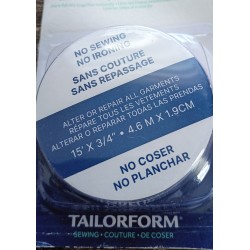 NO SEWING
NO IRONING
SANS COUTURE
SANS REPASSAGE
ALTER OR REPAIR ALL GARMENTS
RÉPARE TOUS LES VÊTEMENTS
ALTERAR O REPARAR TODAS LAS PRENDAS
15' X 3/4" • 4.6 M X 1.9CM
NO COSER
NO PLANCHAR
TAILORFORM®
SEWING • COUTURE • DE COSER